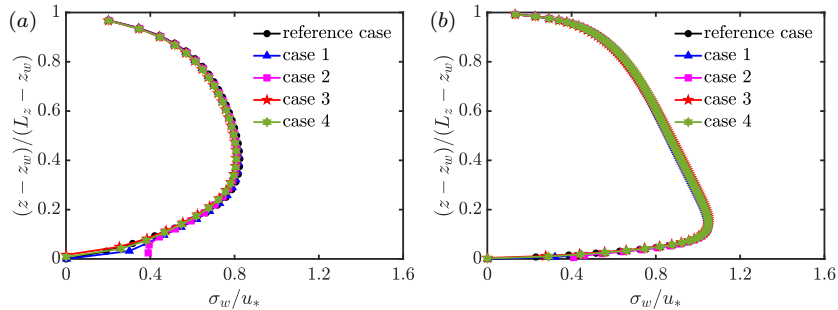 (a)
(z − z_w)/(L_z − z_w)
1
0.8
0.6
0.4
0.2
0
reference case
case 1
case 2
case 3
case 4
0 0.4 0.8 1.2 1.6
σ_w/u_*
(b)
(z − z_w)/(L_z − z_w)
1
0.8
0.6
0.4
0.2
0
reference case
case 1
case 2
case 3
case 4
0 0.4 0.8 1.2 1.6
σ_w/u_*